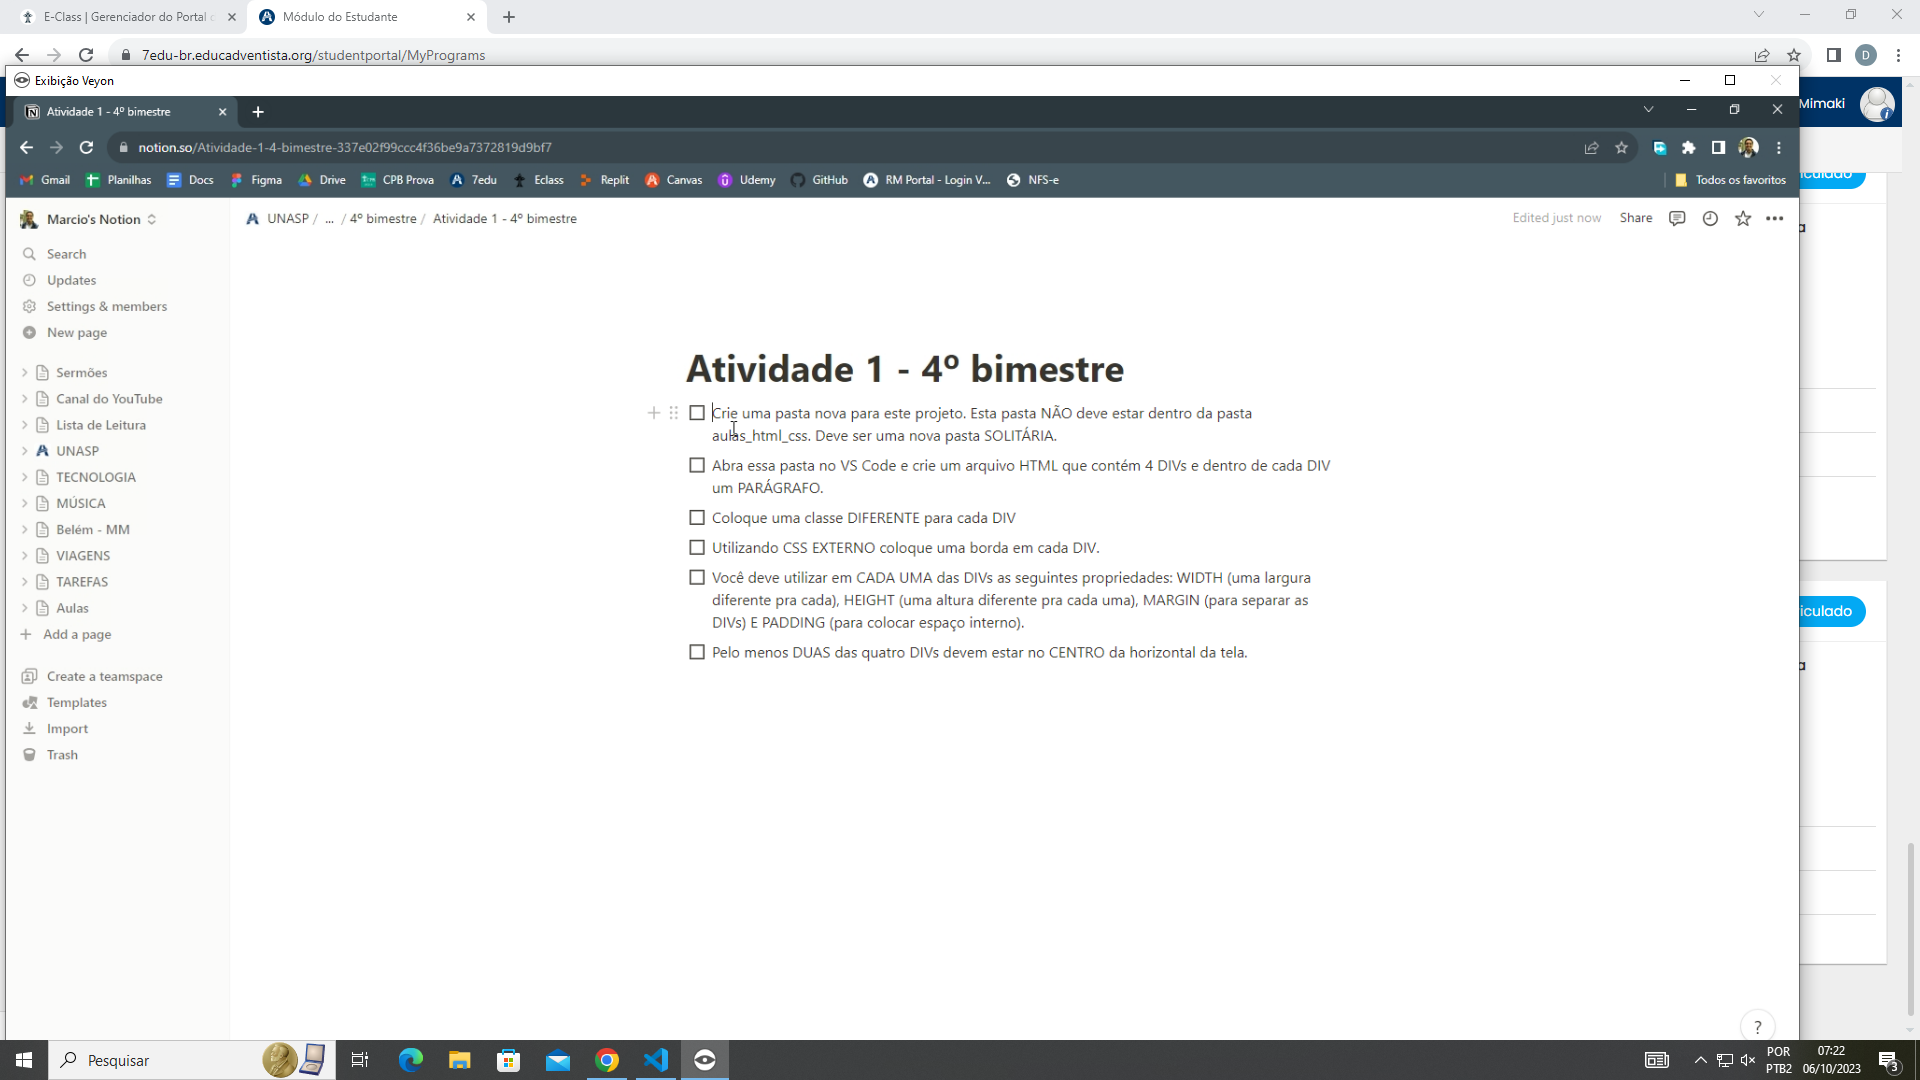 E-Class | Gerenciador do Portal
Módulo do Estudante
7edu-br.educadventista.org/studentportal/MyPrograms
D
Exibição Veyon
Mimaki
Atividade 1 - 4º bimestre
notion.so/Atividade-1-4-bimestre-337e02f99ccc4f36be9a7372819d9bf7
Gmail Planilhas Docs Figma Drive CPB Prova 7edu Eclass Replit Canvas Udemy GitHub RM Portal - Login V... NFS-e Todos os favoritos
Marcio's Notion
UNASP / ... / 4º bimestre / Atividade 1 - 4º bimestre
Edited just now Share
Search
Updates
Settings & members
New page
Sermões
Canal do YouTube
Lista de Leitura
UNASP
TECNOLOGIA
MÚSICA
Belém - MM
VIAGENS
TAREFAS
Aulas
Add a page
Create a teamspace
Templates
Import
Trash
Atividade 1 - 4º bimestre
Crie uma pasta nova para este projeto. Esta pasta NÃO deve estar dentro da pasta
aulas_html_css. Deve ser uma nova pasta SOLITÁRIA.
Abra essa pasta no VS Code e crie um arquivo HTML que contém 4 DIVs e dentro de cada DIV
um PARÁGRAFO.
Coloque uma classe DIFERENTE para cada DIV
Utilizando CSS EXTERNO coloque uma borda em cada DIV.
Você deve utilizar em CADA UMA das DIVs as seguintes propriedades: WIDTH (uma largura
diferente pra cada), HEIGHT (uma altura diferente pra cada uma), MARGIN (para separar as
DIVs) E PADDING (para colocar espaço interno).
Pelo menos DUAS das quatro DIVs devem estar no CENTRO da horizontal da tela.
iculado
?
Pesquisar
POR
PTB2
07:22
06/10/2023
3